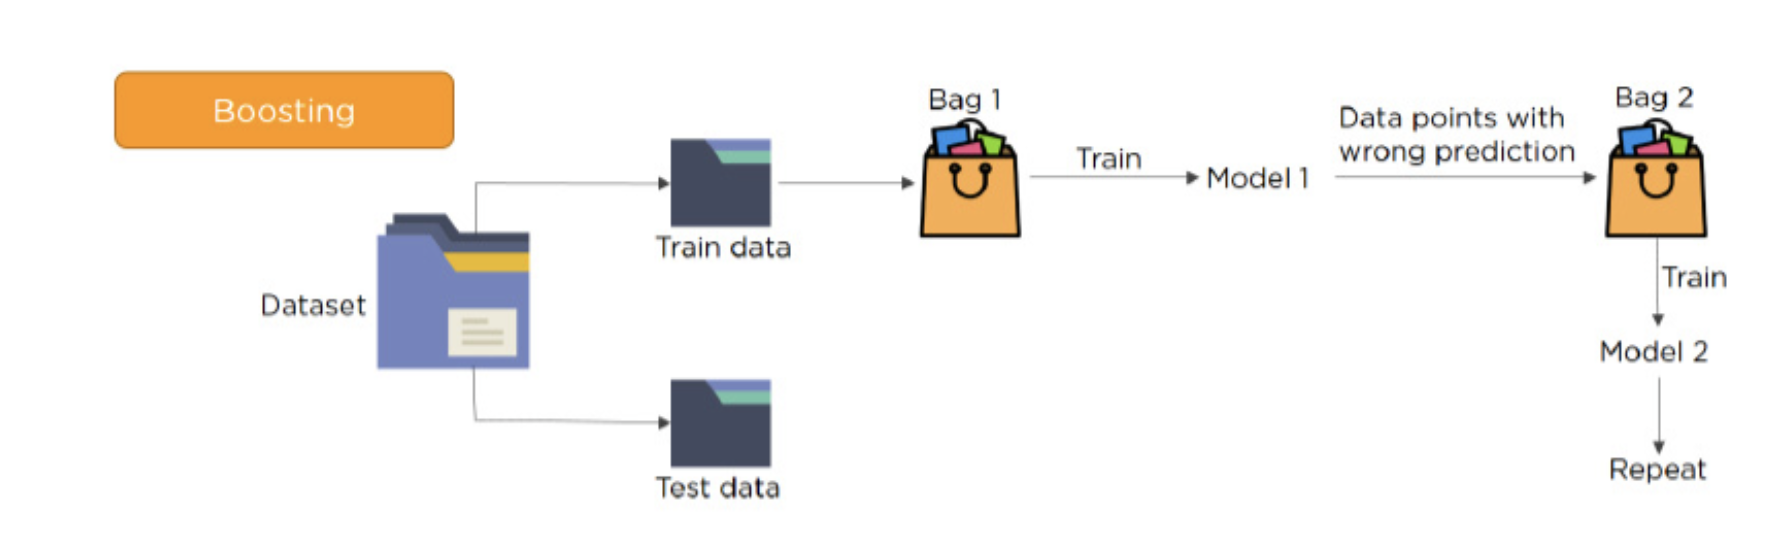 Boosting
Bag 1
Bag 2
Data points with
wrong prediction
Train
Model 1
Train data
Train
Dataset
Model 2
Repeat
Test data